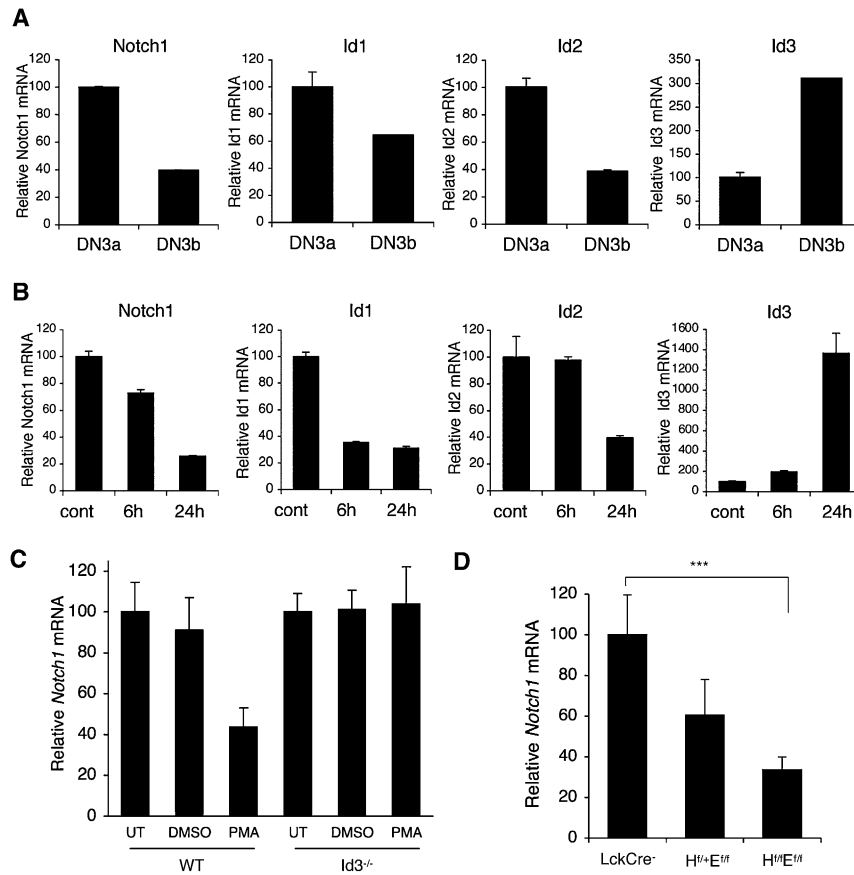 A
Notch1
Relative Notch1 mRNA
120
100
80
60
40
20
0
DN3a DN3b
Id1
Relative Id1 mRNA
120
100
80
60
40
20
0
DN3a DN3b
Id2
Relative Id2 mRNA
120
100
80
60
40
20
0
DN3a DN3b
Id3
Relative Id3 mRNA
350
300
250
200
150
100
50
0
DN3a DN3b
B
Notch1
Relative Notch1 mRNA
120
100
80
60
40
20
0
cont 6h 24h
Id1
Relative Id1 mRNA
120
100
80
60
40
20
0
cont 6h 24h
Id2
Relative Id2 mRNA
120
100
80
60
40
20
0
cont 6h 24h
Id3
Relative Id3 mRNA
1600
1400
1200
1000
800
600
400
200
0
cont 6h 24h
C
Relative Notch1 mRNA
120
100
80
60
40
20
0
UT DMSO PMA UT DMSO PMA
WT Id3-/-
D
***
Relative Notch1 mRNA
120
100
80
60
40
20
0
LckCre- Hf/+Ef/f Hf/fEf/f